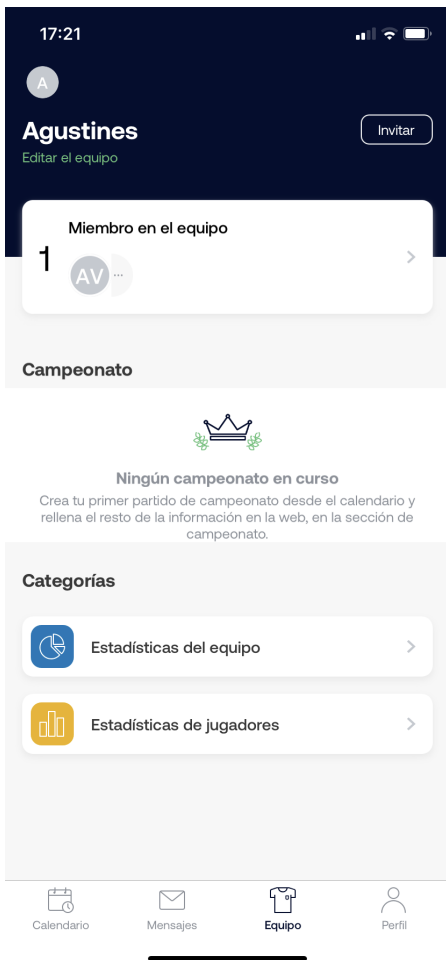 17:21
A
Agustines
Invitar
Editar el equipo
Miembro en el equipo
1
AV
...
Campeonato
Ningún campeonato en curso
Crea tu primer partido de campeonato desde el calendario y
rellena el resto de la información en la web, en la sección de
campeonato.
Categorías
Estadísticas del equipo
Estadísticas de jugadores
Calendario
Mensajes
Equipo
Perfil